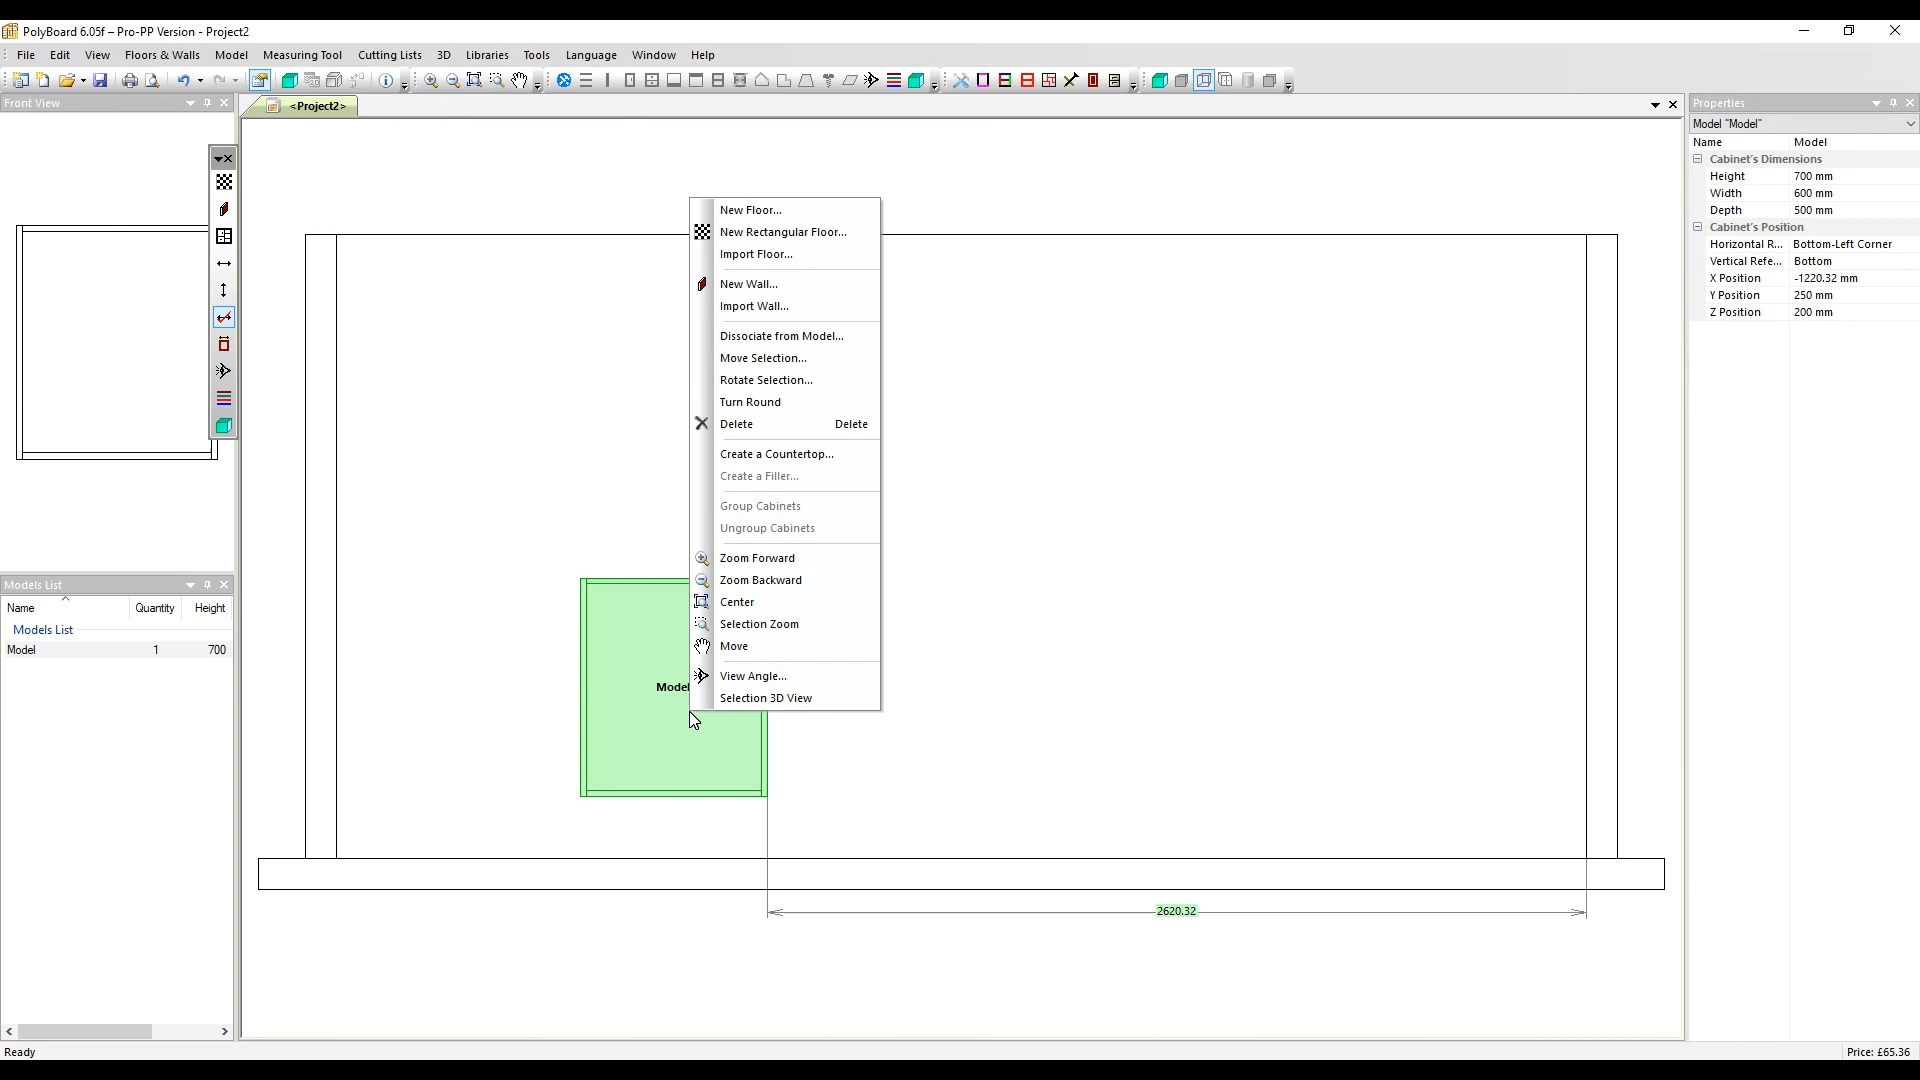 PolyBoard 6.05f – Pro-PP Version - Project2
File Edit View Floors & Walls Model Measuring Tool Cutting Lists 3D Libraries Tools Language Window Help
Front View
<Project2>
Properties
Model "Model"
Name Model
Cabinet's Dimensions
Height 700 mm
Width 600 mm
Depth 500 mm
Cabinet's Position
Horizontal R... Bottom-Left Corner
Vertical Refe... Bottom
X Position -1220.32 mm
Y Position 250 mm
Z Position 200 mm
New Floor...
New Rectangular Floor...
Import Floor...
New Wall...
Import Wall...
Dissociate from Model...
Move Selection...
Rotate Selection...
Turn Round
Delete Delete
Create a Countertop...
Create a Filler...
Group Cabinets
Ungroup Cabinets
Zoom Forward
Zoom Backward
Center
Selection Zoom
Move
View Angle...
Selection 3D View
Model
2620.32
Models List
Name Quantity Height
Models List
Model 1 700
Ready
Price: £65.36